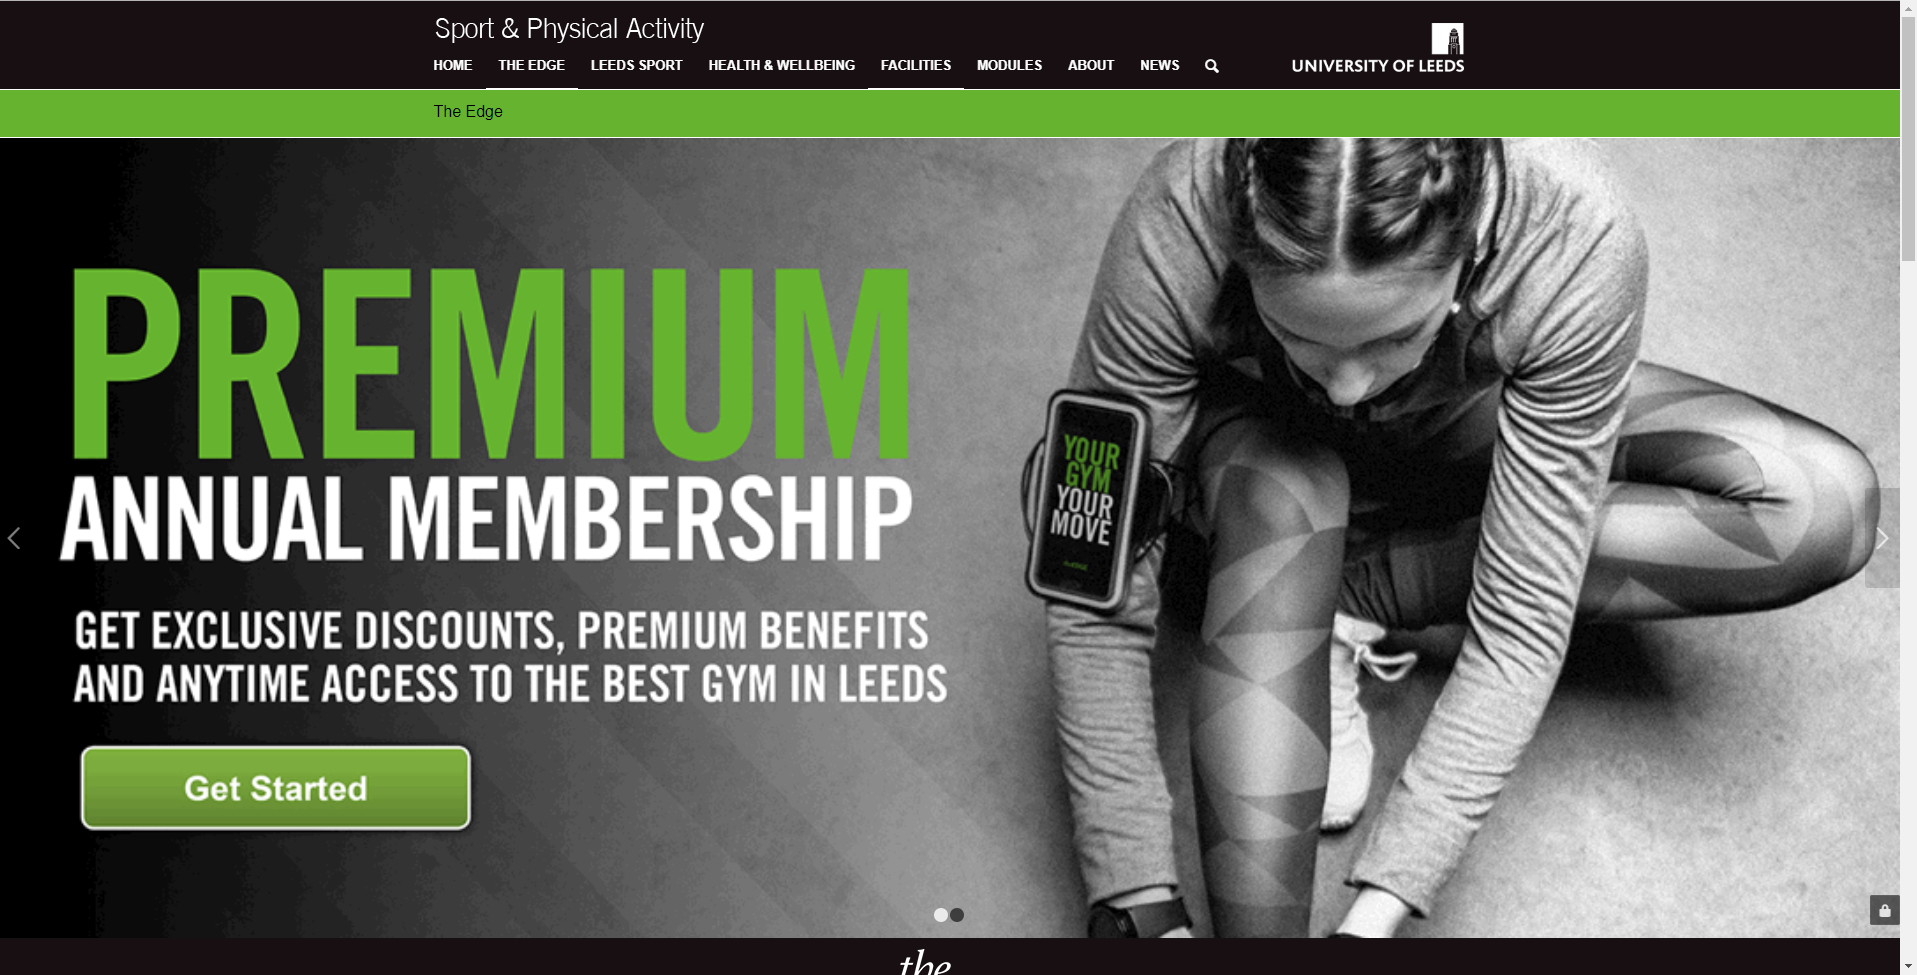 Sport & Physical Activity
HOME THE EDGE LEEDS SPORT HEALTH & WELLBEING FACILITIES MODULES ABOUT NEWS
UNIVERSITY OF LEEDS
The Edge
PREMIUM
ANNUAL MEMBERSHIP
GET EXCLUSIVE DISCOUNTS, PREMIUM BENEFITS
AND ANYTIME ACCESS TO THE BEST GYM IN LEEDS
Get Started
YOUR
GYM
YOUR
MOVE
the